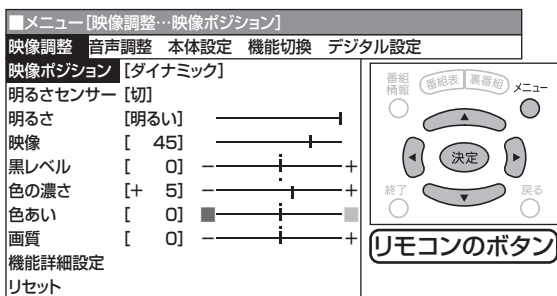 ■メニュー[映像調整…映像ポジション]
映像調整 音声調整 本体設定 機能切換 デジタル設定
映像ポジション [ダイナミック]
明るさセンサー [切]
明るさ [明るい]
映像 [ 45]
黒レベル [ 0] − +
色の濃さ [+ 5] − +
色あい [ 0]
画質 [ 0] − +
機能詳細設定
リセット
番組情報 番組表 裏番組 メニュー
決定
終了 戻る
リモコンのボタン